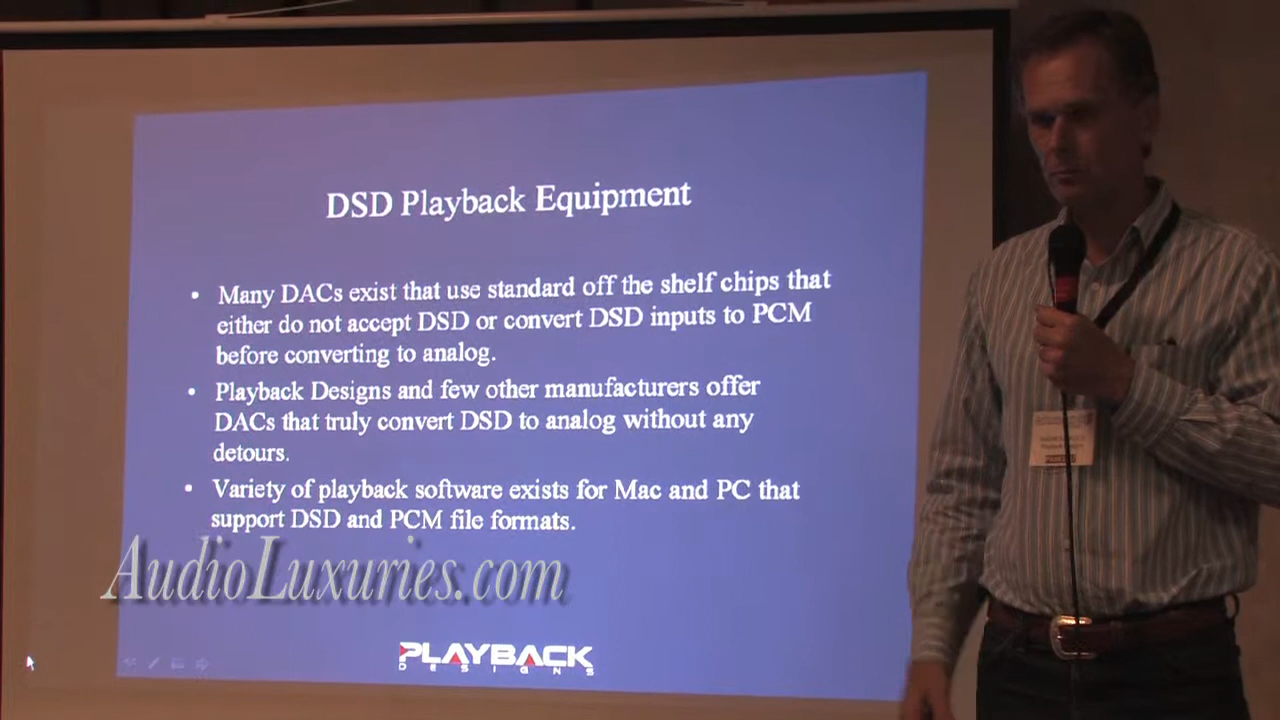 DSD Playback Equipment
• Many DACs exist that use standard off the shelf chips that
either do not accept DSD or convert DSD inputs to PCM
before converting to analog.
• Playback Designs and few other manufacturers offer
DACs that truly convert DSD to analog without any
detours.
• Variety of playback software exists for Mac and PC that
support DSD and PCM file formats.
AudioLuxuries.com
PLAYBACK
DESIGNS